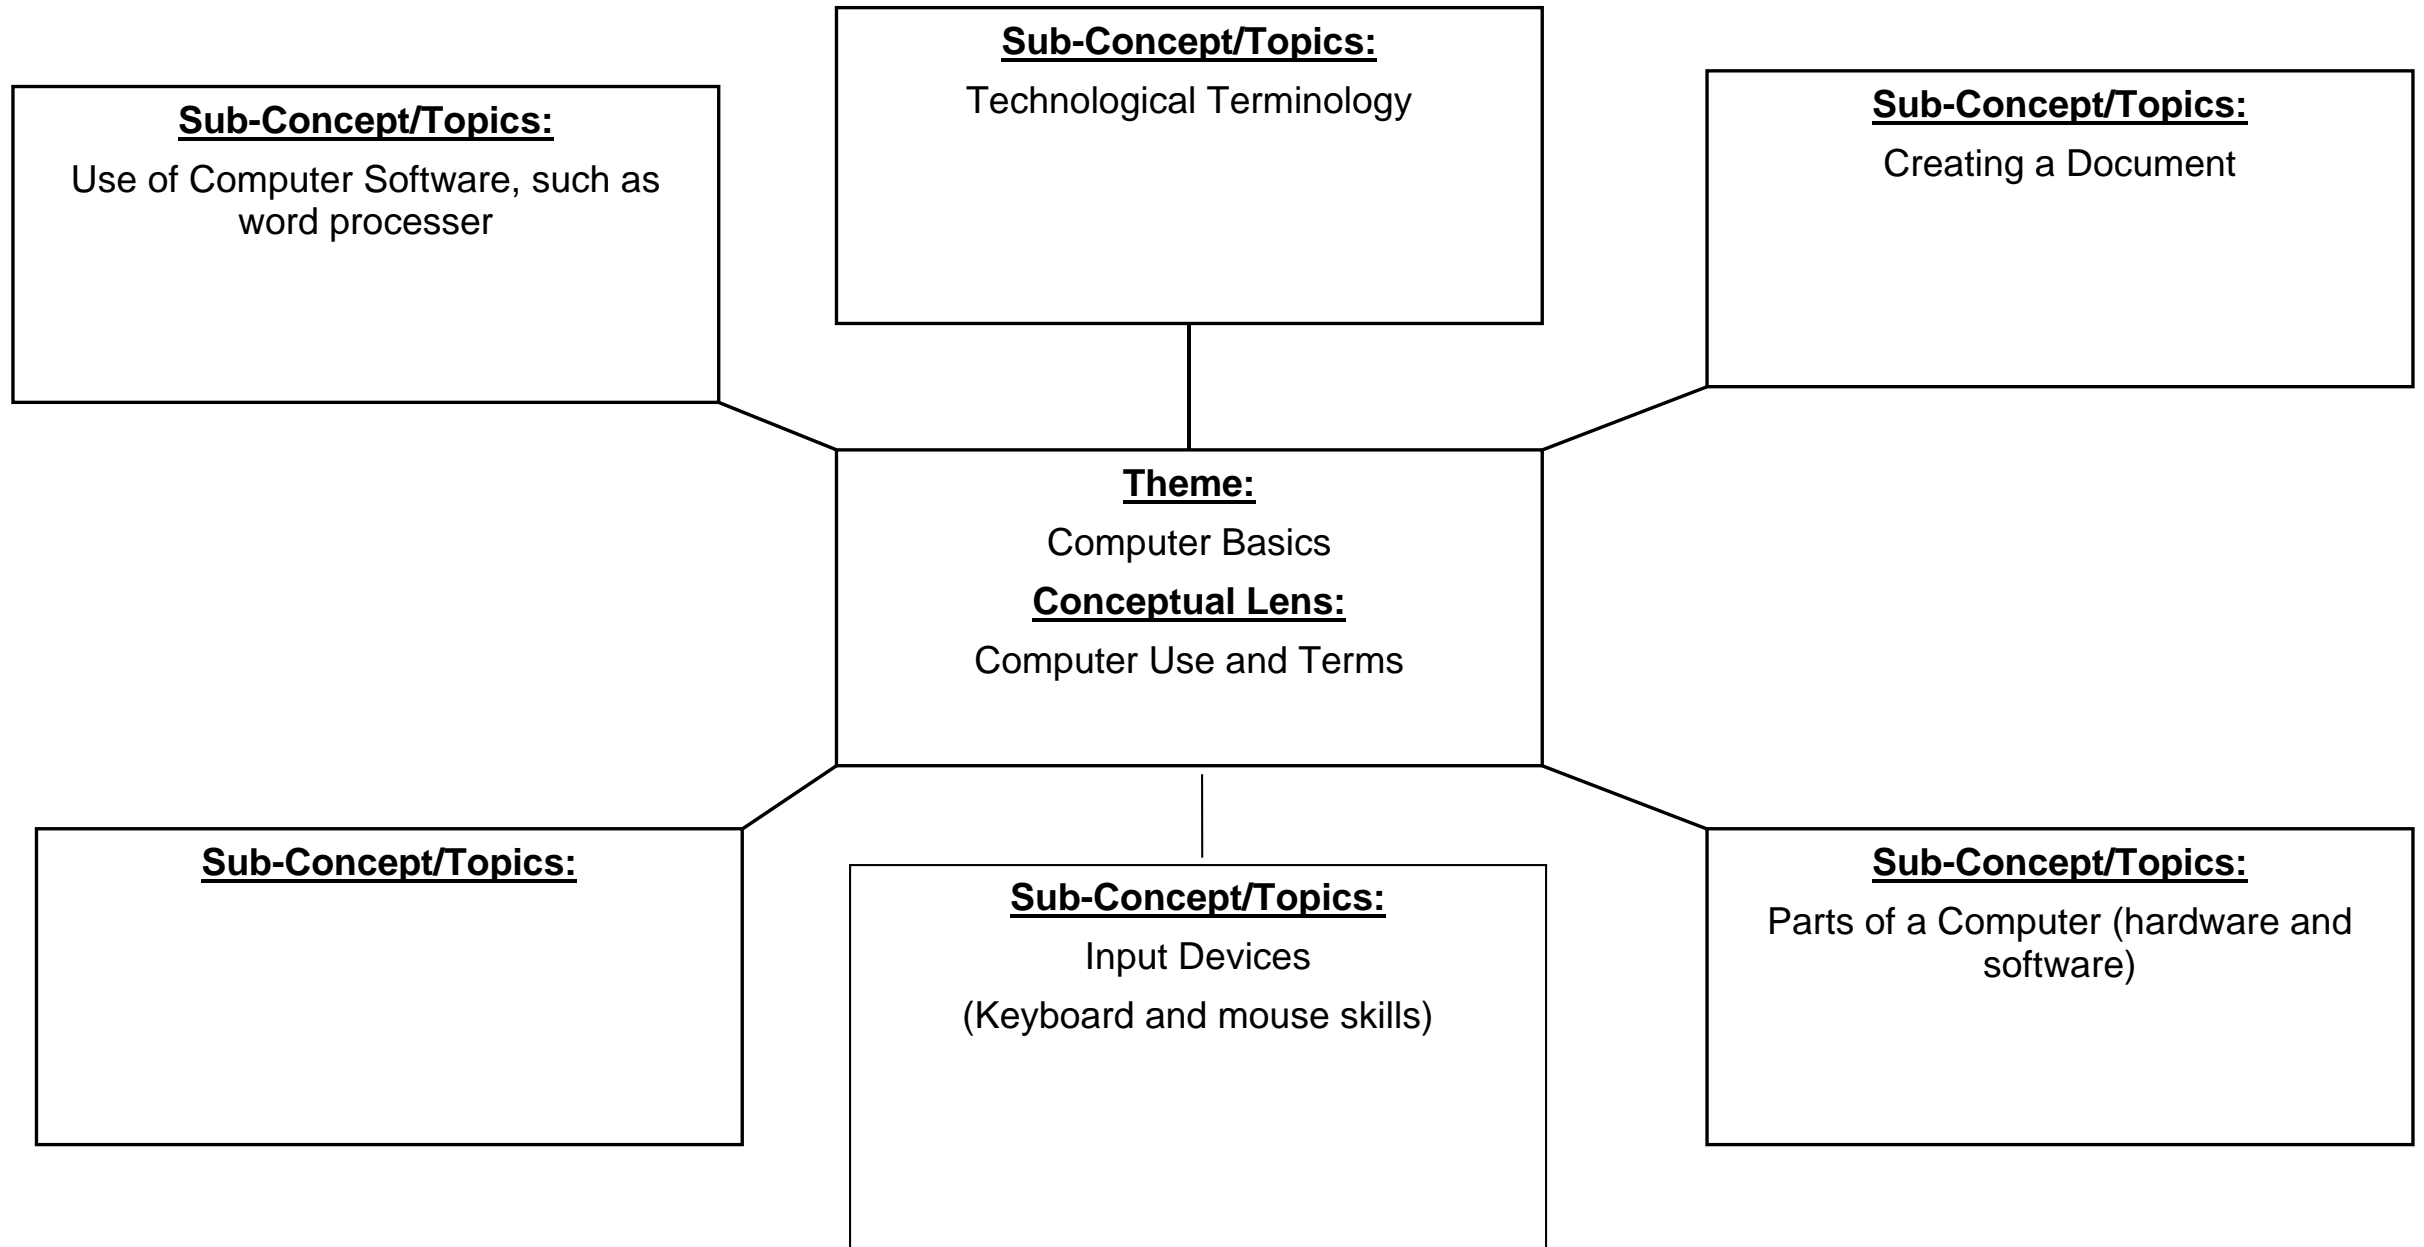 Sub-Concept/Topics:
Use of Computer Software, such as
word processer
Sub-Concept/Topics:
Technological Terminology
Sub-Concept/Topics:
Creating a Document
Theme:
Computer Basics
Conceptual Lens:
Computer Use and Terms
Sub-Concept/Topics:
Sub-Concept/Topics:
Input Devices
(Keyboard and mouse skills)
Sub-Concept/Topics:
Parts of a Computer (hardware and
software)